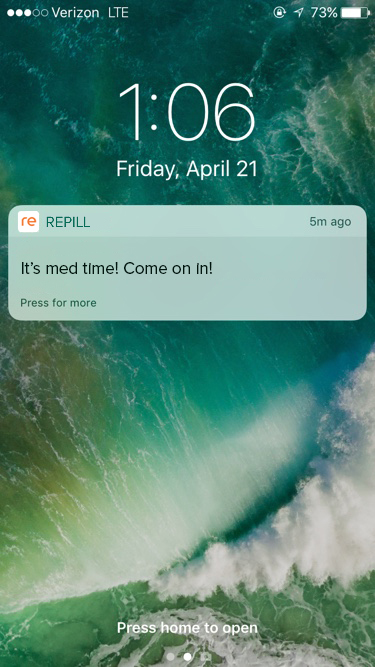 Verizon LTE 73%
1:06
Friday, April 21
re REPILL 5m ago
It's med time! Come on in!
Press for more
Press home to open